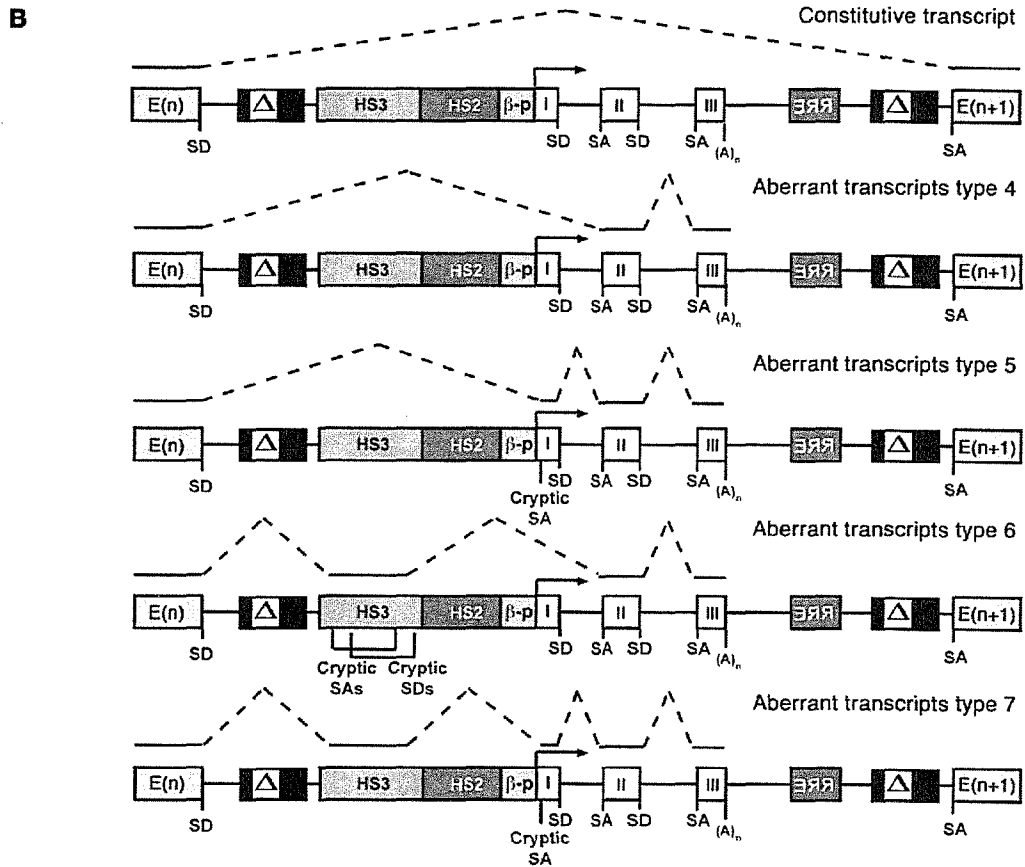 B
Constitutive transcript
E(n) Δ HS3 HS2 β-p I II III RRE Δ E(n+1)
SD SD SA SD SA (A)n SA
Aberrant transcripts type 4
E(n) Δ HS3 HS2 β-p I II III RRE Δ E(n+1)
SD SD SA SD SA (A)n SA
Aberrant transcripts type 5
E(n) Δ HS3 HS2 β-p I II III RRE Δ E(n+1)
SD SD SA SD SA (A)n SA
Cryptic
SA
Aberrant transcripts type 6
E(n) Δ HS3 HS2 β-p I II III RRE Δ E(n+1)
SD SD SA SD SA (A)n SA
Cryptic Cryptic
SAs SDs
Aberrant transcripts type 7
E(n) Δ HS3 HS2 β-p I II III RRE Δ E(n+1)
SD SD SA SD SA (A)n SA
Cryptic
SA